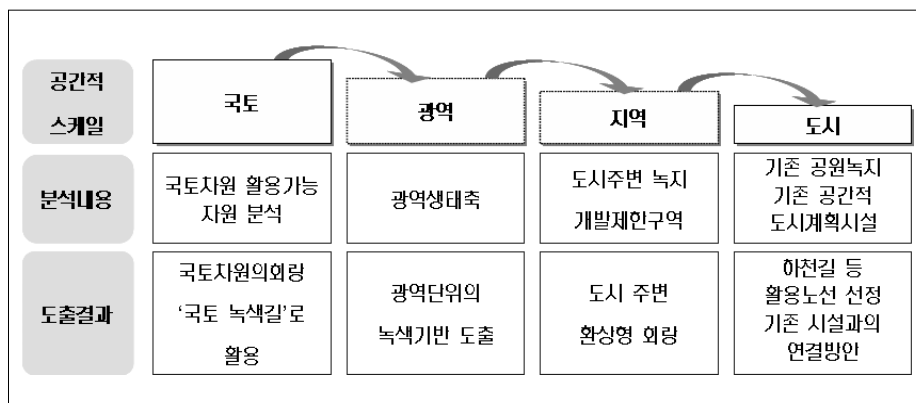 공간적
스케일
국토
광역
지역
도시
분석내용
국토자원 활용가능
자원 분석
광역생태축
도시주변 녹지
개발제한구역
기존 공원녹지
기존 공간적
도시계획시설
도출결과
국토자원의회랑
‘국토 녹색길’로
활용
광역단위의
녹색기반 도출
도시 주변
환상형 회랑
하천길 등
활용노선 선정
기존 시설과의
연결방안